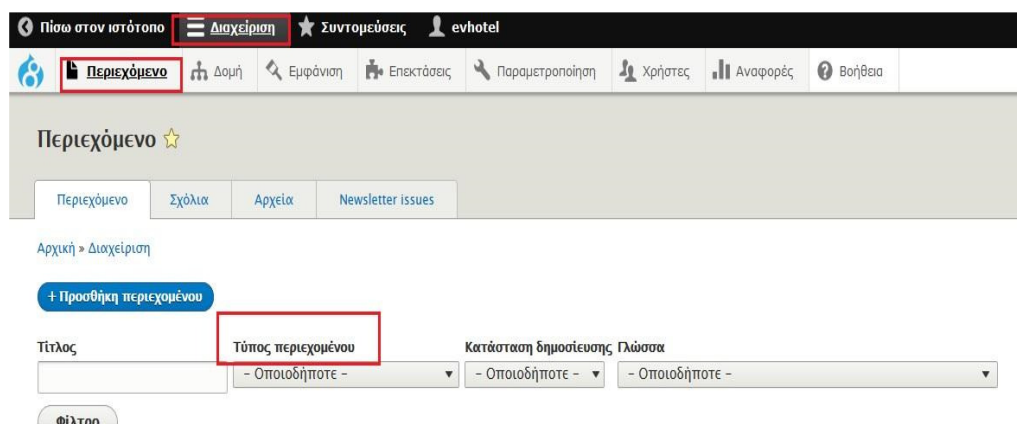 Πίσω στον ιστότοπο Διαχείριση Συντομεύσεις evhotel
Περιεχόμενο Δομή Εμφάνιση Επεκτάσεις Παραμετροποίηση Χρήστες Αναφορές Βοήθεια
Περιεχόμενο
Περιεχόμενο Σχόλια Αρχεία Newsletter issues
Αρχική » Διαχείριση
+ Προσθήκη περιεχομένου
Τίτλος Τύπος περιεχομένου Κατάσταση δημοσίευσης Γλώσσα
- Οποιοδήποτε - - Οποιοδήποτε - - Οποιοδήποτε -
Φίλτρο